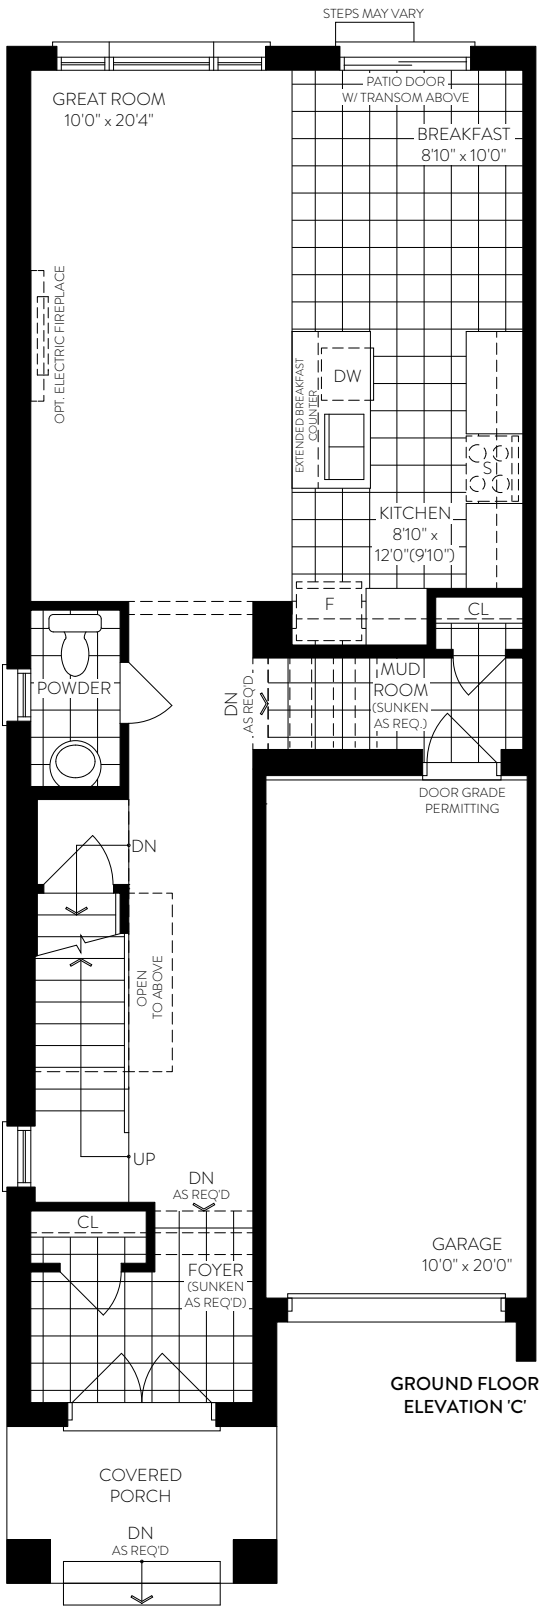 STEPS MAY VARY
PATIO DOOR
W/ TRANSOM ABOVE
GREAT ROOM
10'0" x 20'4"
BREAKFAST
8'10" x 10'0"
OPT. ELECTRIC FIREPLACE
EXTENDED BREAKFAST
COUNTER
DW
S
KITCHEN
8'10" x
12'0"(9'10")
F
CL
POWDER
DN
AS REQ'D
MUD
ROOM
(SUNKEN
AS REQ.)
DOOR GRADE
PERMITTING
DN
OPEN
TO ABOVE
UP
DN
AS REQ'D
CL
FOYER
(SUNKEN
AS REQ'D)
GARAGE
10'0" x 20'0"
GROUND FLOOR
ELEVATION 'C'
COVERED
PORCH
DN
AS REQ'D